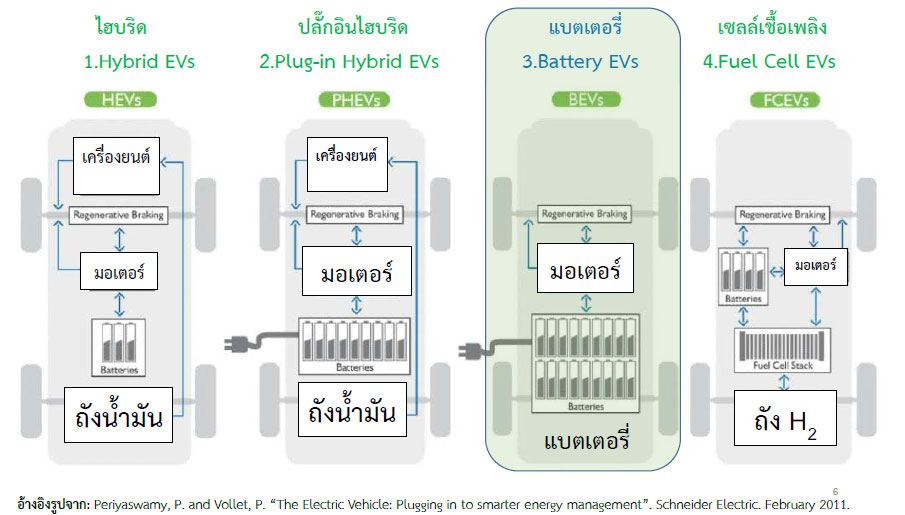 ไฮบริด
1.Hybrid EVs
HEVs
เครื่องยนต์
Regenerative Braking
มอเตอร์
Batteries
ถังน้ำมัน
ปลั๊กอินไฮบริด
2.Plug-in Hybrid EVs
PHEVs
เครื่องยนต์
Regenerative Braking
มอเตอร์
Batteries
ถังน้ำมัน
แบตเตอรี่
3.Battery EVs
BEVs
Regenerative Braking
มอเตอร์
Batteries
แบตเตอรี่
เซลล์เชื้อเพลิง
4.Fuel Cell EVs
FCEVs
Regenerative Braking
มอเตอร์
Batteries
Fuel Cell Stack
ถัง H2
6
อ้างอิงรูปจาก: Periyaswamy, P. and Vollet, P. “The Electric Vehicle: Plugging in to smarter energy management”. Schneider Electric. February 2011.